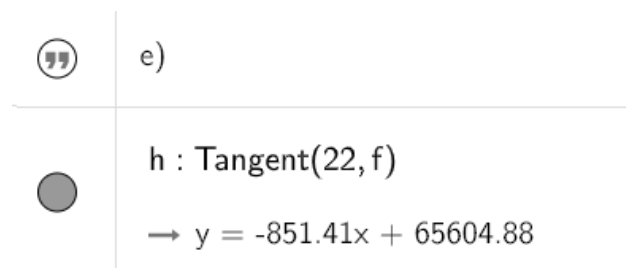 e)
h : Tangent(22, f)
→ y = -851.41x + 65604.88